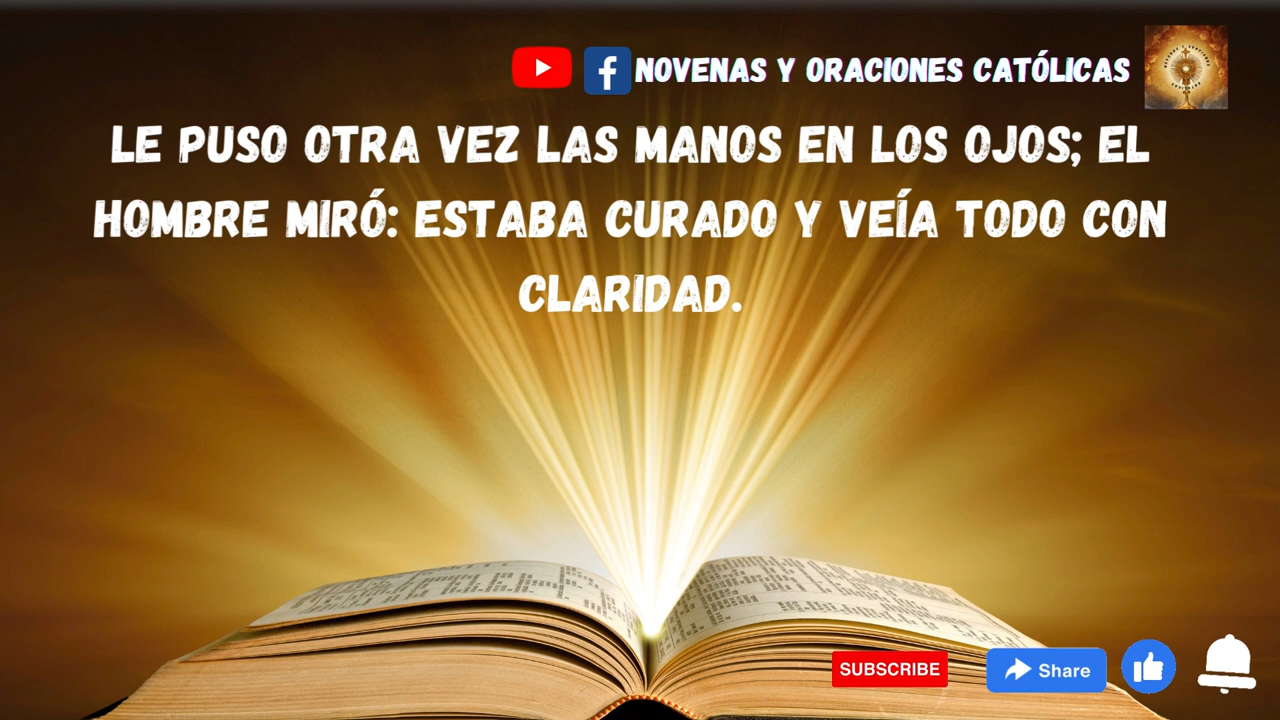 NOVENAS Y ORACIONES CATÓLICAS
LE PUSO OTRA VEZ LAS MANOS EN LOS OJOS; EL
HOMBRE MIRÓ: ESTABA CURADO Y VEÍA TODO CON
CLARIDAD.
SUBSCRIBE
Share